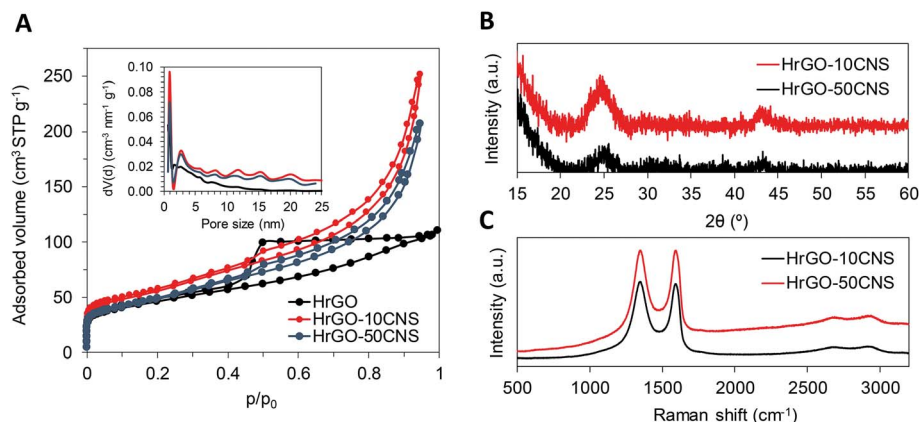 A
Adsorbed volume (cm³ STP g⁻¹)
250
200
150
100
50
0
0
0.2
0.4
0.6
0.8
1
p/p₀
dV(d) (cm⁻³ nm⁻¹ g⁻¹)
0.10
0.08
0.06
0.04
0.02
0.00
0 5 10 15 20 25
Pore size (nm)
HrGO
HrGO-10CNS
HrGO-50CNS
B
Intensity (a.u.)
HrGO-10CNS
HrGO-50CNS
15 20 25 30 35 40 45 50 55 60
2θ (º)
C
Intensity (a.u.)
HrGO-10CNS
HrGO-50CNS
500 1000 1500 2000 2500 3000
Raman shift (cm⁻¹)